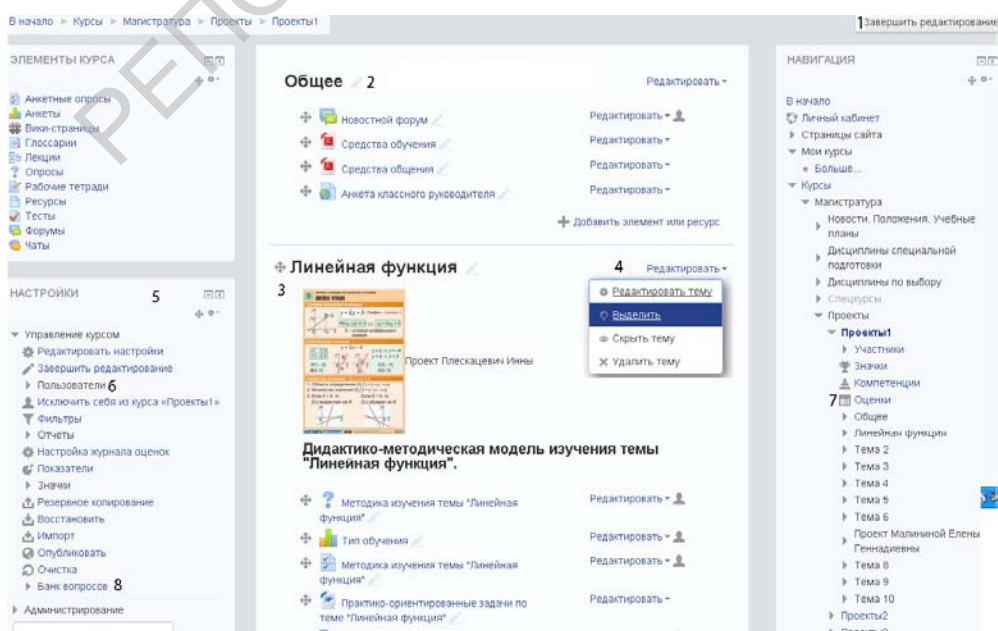 В начало ► Курсы ► Магистратура ► Проекты ► Проекты1
1 Завершить редактирование
РЕПО
ЭЛЕМЕНТЫ КУРСА
Анкетные опросы
Анкеты
Вики-страницы
Глоссарии
Лекции
Опросы
Рабочие тетради
Ресурсы
Тесты
Форумы
Чаты
НАСТРОЙКИ 5
Управление курсом
Редактировать настройки
Завершить редактирование
Пользователи 6
Исключить себя из курса «Проекты1»
Фильтры
Отчеты
Настройка журнала оценок
Показатели
Значки
Резервное копирование
Восстановить
Импорт
Опубликовать
Очистка
Банк вопросов 8
Администрирование
Общее 2 Редактировать
Новостной форум Редактировать
Средства обучения Редактировать
Средства общения Редактировать
Анкета классного руководителя Редактировать
Добавить элемент или ресурс
Линейная функция 4 Редактировать
3
Редактировать тему
Выделить
Скрыть тему
Удалить тему
Проект Плескацевич Инны
Дидактико-методическая модель изучения темы
"Линейная функция".
Методика изучения темы "Линейная Редактировать
функция"
Тип обучения Редактировать
Методика изучения темы "Линейная Редактировать
функция"
Практико-ориентированные задачи по Редактировать
теме "Линейная функция"
НАВИГАЦИЯ
В начало
Личный кабинет
Страницы сайта
Мои курсы
Больше...
Курсы
Магистратура
Новости. Положения. Учебные
планы
Дисциплины специальной
подготовки
Дисциплины по выбору
Спецкурсы
Проекты
Проекты1
Участники
Значки
Компетенции
7 Оценки
Общее
Линейная функция
Тема 2
Тема 3
Тема 4
Тема 5
Тема 6
Проект Малининой Елены
Геннадиевны
Тема 8
Тема 9
Тема 10
Проекты2